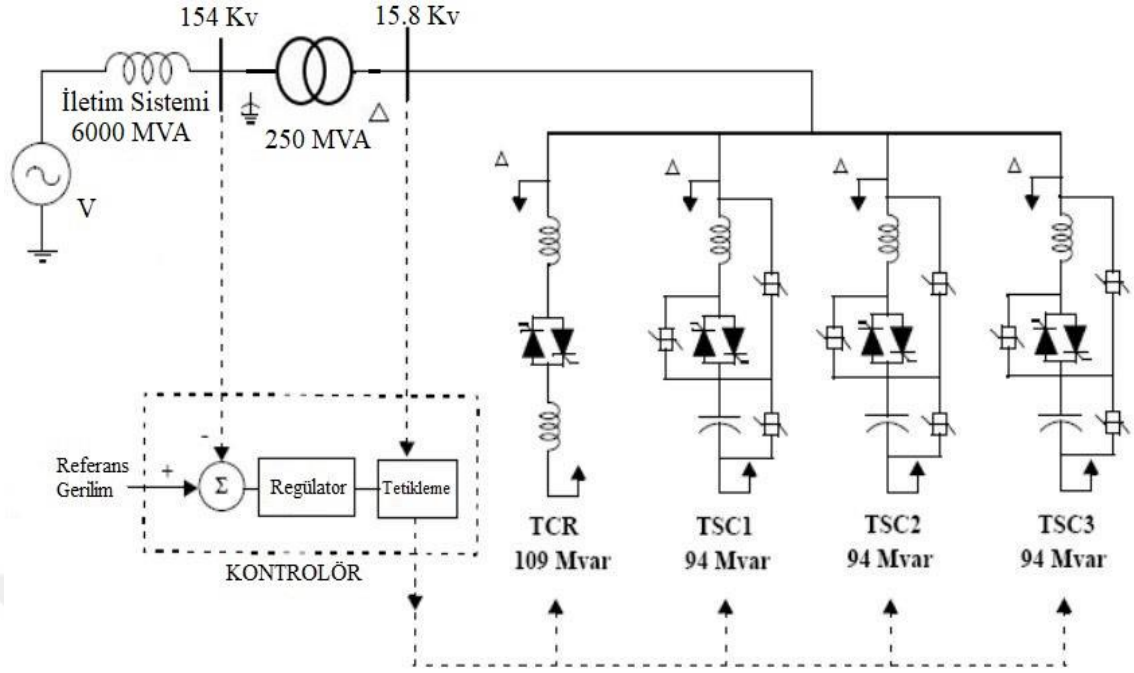 154 Kv
15.8 Kv
İletim Sistemi
6000 MVA
250 MVA
Δ
V
Δ
Δ
Δ
Δ
-
+
Referans
Gerilim
Σ
Regülator
Tetikleme
KONTROLÖR
TCR
109 Mvar
TSC1
94 Mvar
TSC2
94 Mvar
TSC3
94 Mvar